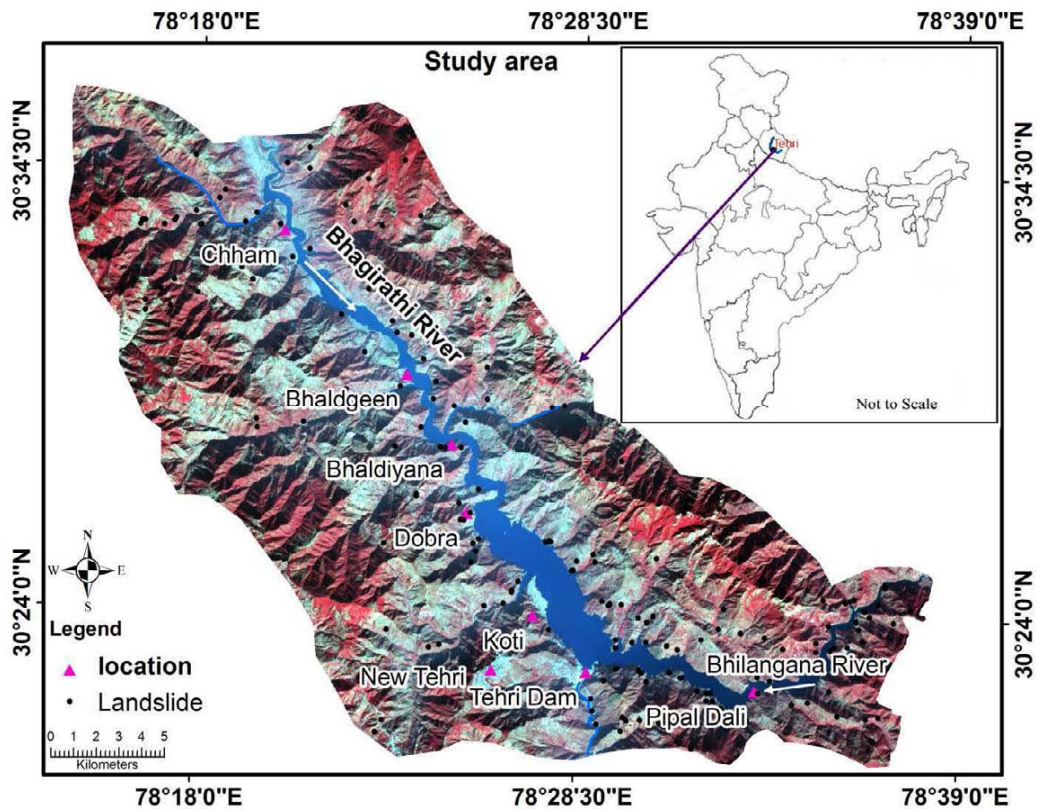 78°18'0"E
78°28'30"E
78°39'0"E
Study area
Tehri
Not to Scale
30°34'30"N
30°34'30"N
Chham
Bhagirathi River
Bhaldgeen
Bhaldiyana
Dobra
N
W
E
S
30°24'0"N
30°24'0"N
Koti
New Tehri
Tehri Dam
Bhilangana River
Pipal Dali
Legend
location
Landslide
0 1 2 3 4 5
Kilometers
78°18'0"E
78°28'30"E
78°39'0"E